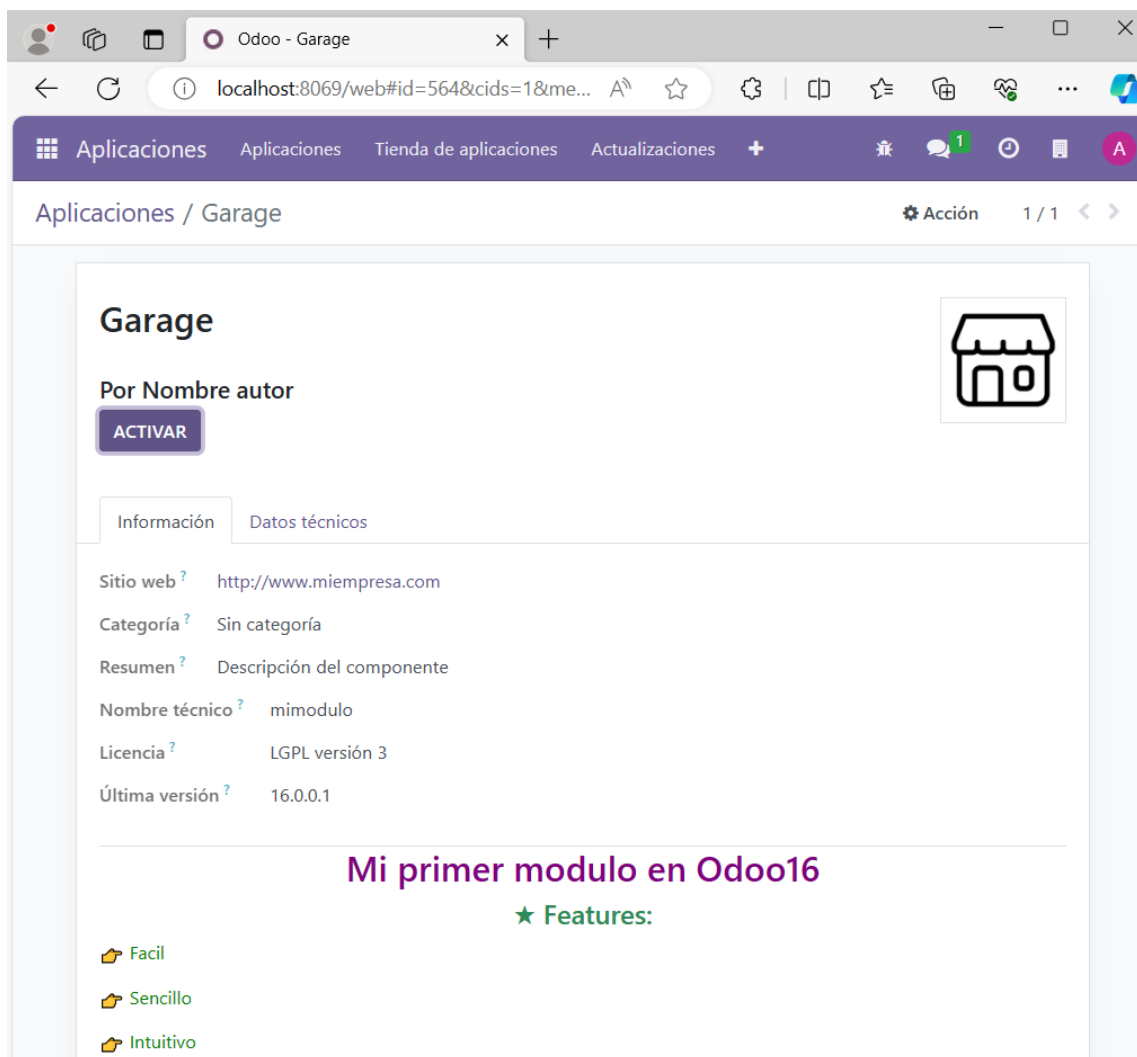 Odoo - Garage
localhost:8069/web#id=564&cids=1&me...
Aplicaciones Aplicaciones Tienda de aplicaciones Actualizaciones 1 A
Aplicaciones / Garage Acción 1 / 1
Garage
Por Nombre autor
ACTIVAR
Información Datos técnicos
Sitio web ? http://www.miempresa.com
Categoría ? Sin categoría
Resumen ? Descripción del componente
Nombre técnico ? mimodulo
Licencia ? LGPL versión 3
Última versión ? 16.0.0.1
Mi primer modulo en Odoo16
★ Features:
👉 Facil
👉 Sencillo
👉 Intuitivo